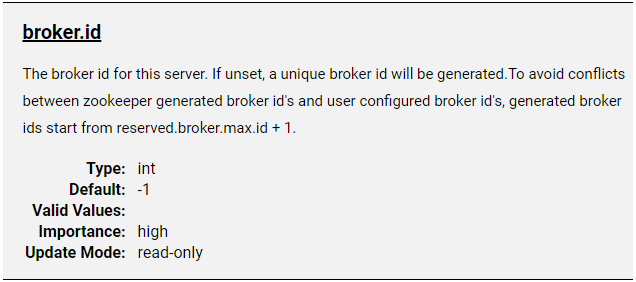 broker.id
The broker id for this server. If unset, a unique broker id will be generated.To avoid conflicts
between zookeeper generated broker id's and user configured broker id's, generated broker
ids start from reserved.broker.max.id + 1.
Type: int
Default: -1
Valid Values:
Importance: high
Update Mode: read-only